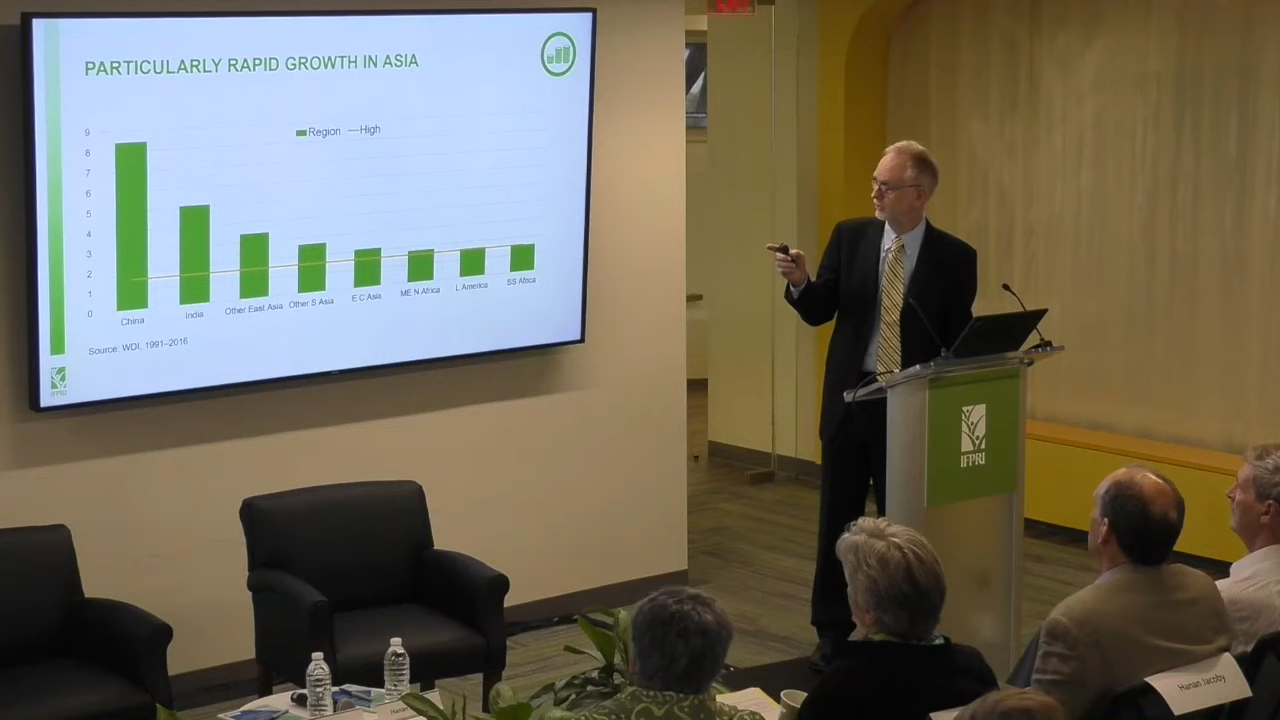 PARTICULARLY RAPID GROWTH IN ASIA
Region High
9
8
7
6
5
4
3
2
1
0
China India Other East Asia Other S Asia E C Asia ME N Africa L America SS Africa
Source: WDI, 1991–2016
IFPRI
IFPRI
Hanan Jacoby
Hanan